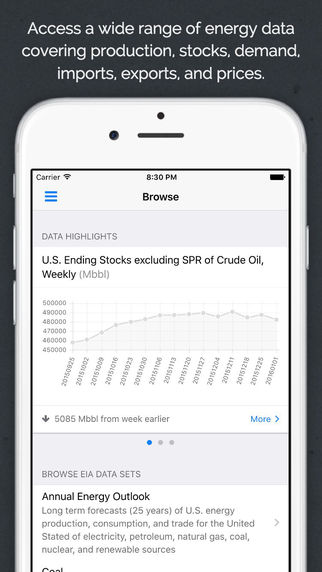 Access a wide range of energy data
covering production, stocks, demand,
imports, exports, and prices.
Carrier 8:30 PM
Browse
DATA HIGHLIGHTS
U.S. Ending Stocks excluding SPR of Crude Oil,
Weekly (Mbbl)
500000
490000
480000
470000
460000
450000
20150925 20151002 20151009 20151016 20151023 20151030 20151106 20151113 20151120 20151127 20151204 20151211 20151218 20151225 20160101
5085 Mbbl from week earlier More
BROWSE EIA DATA SETS
Annual Energy Outlook
Long term forecasts (25 years) of U.S. energy
production, consumption, and trade for the United
Stated of electricity, petroleum, natural gas, coal,
nuclear, and renewable sources
Coal